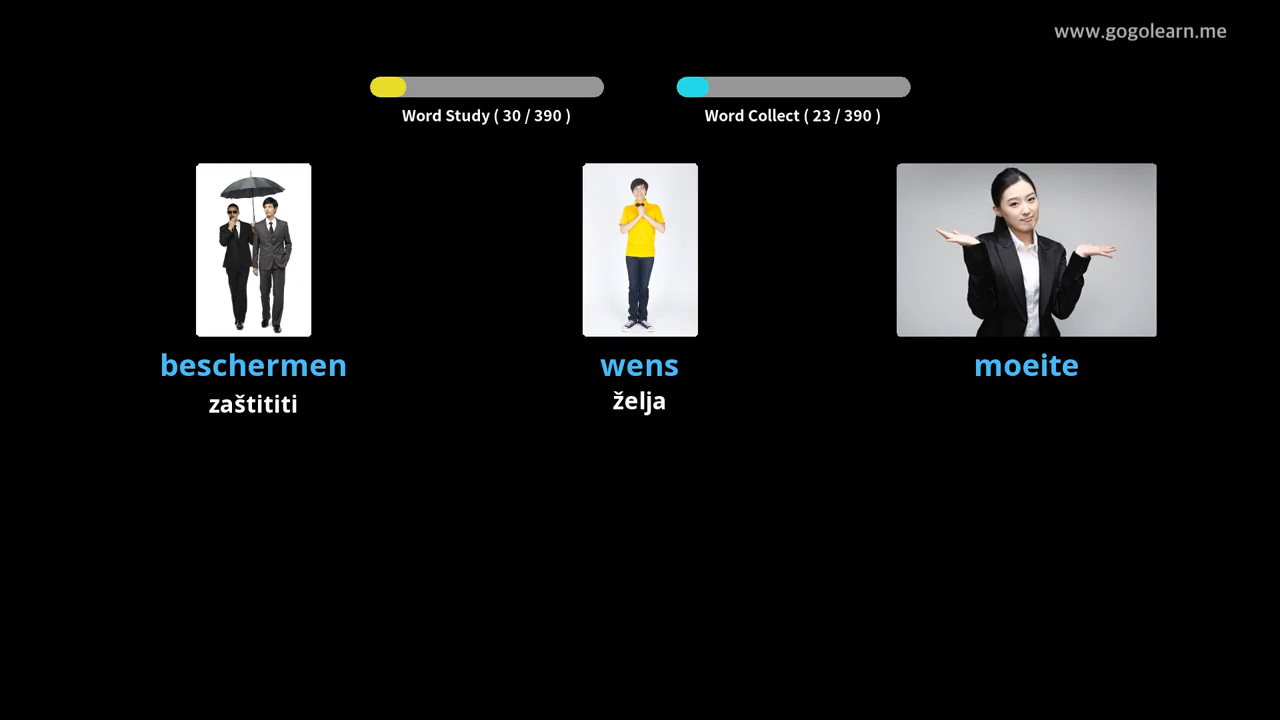 www.gogolearn.me
Word Study ( 30 / 390 )
Word Collect ( 23 / 390 )
beschermen
zaštititi
wens
želja
moeite